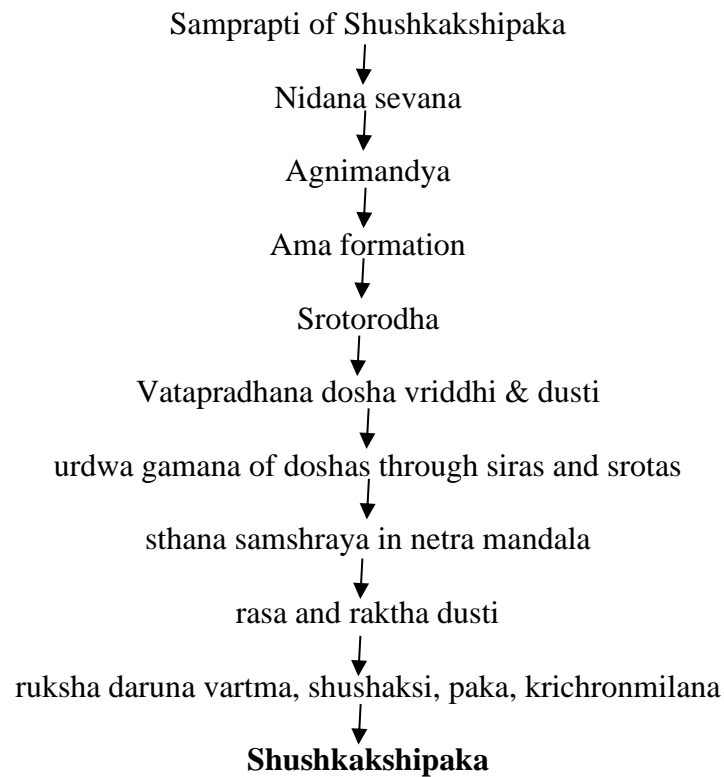 Samprapti of Shushkakshipaka
Nidana sevana
Agnimandya
Ama formation
Srotorodha
Vatapradhana dosha vriddhi & dusti
urdwa gamana of doshas through siras and srotas
sthana samshraya in netra mandala
rasa and raktha dusti
ruksha daruna vartma, shushaksi, paka, krichronmilana
Shushkakshipaka